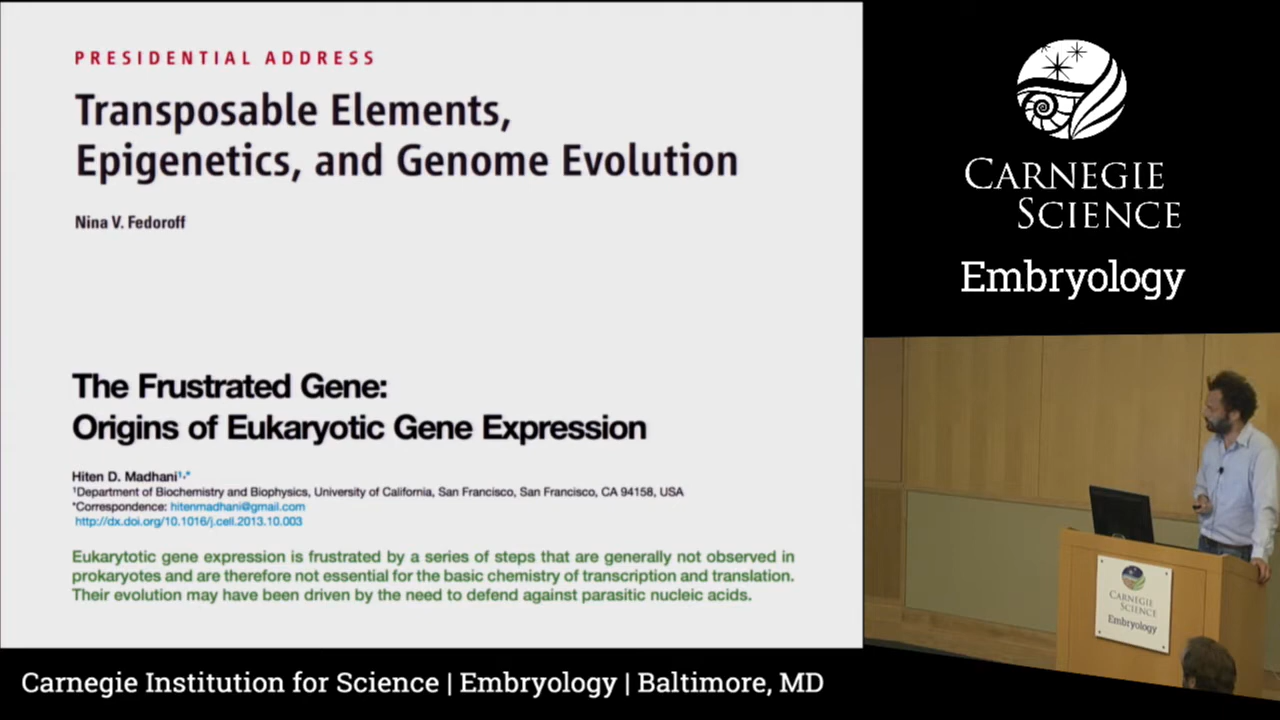 PRESIDENTIAL ADDRESS
Transposable Elements,
Epigenetics, and Genome Evolution
Nina V. Fedoroff
The Frustrated Gene:
Origins of Eukaryotic Gene Expression
Hiten D. Madhani1,*
1Department of Biochemistry and Biophysics, University of California, San Francisco, San Francisco, CA 94158, USA
*Correspondence: hitenmadhani@gmail.com
http://dx.doi.org/10.1016/j.cell.2013.10.003
Eukarytotic gene expression is frustrated by a series of steps that are generally not observed in
prokaryotes and are therefore not essential for the basic chemistry of transcription and translation.
Their evolution may have been driven by the need to defend against parasitic nucleic acids.
CARNEGIE
SCIENCE
Embryology
CARNEGIE
SCIENCE
Embryology
Carnegie Institution for Science | Embryology | Baltimore, MD